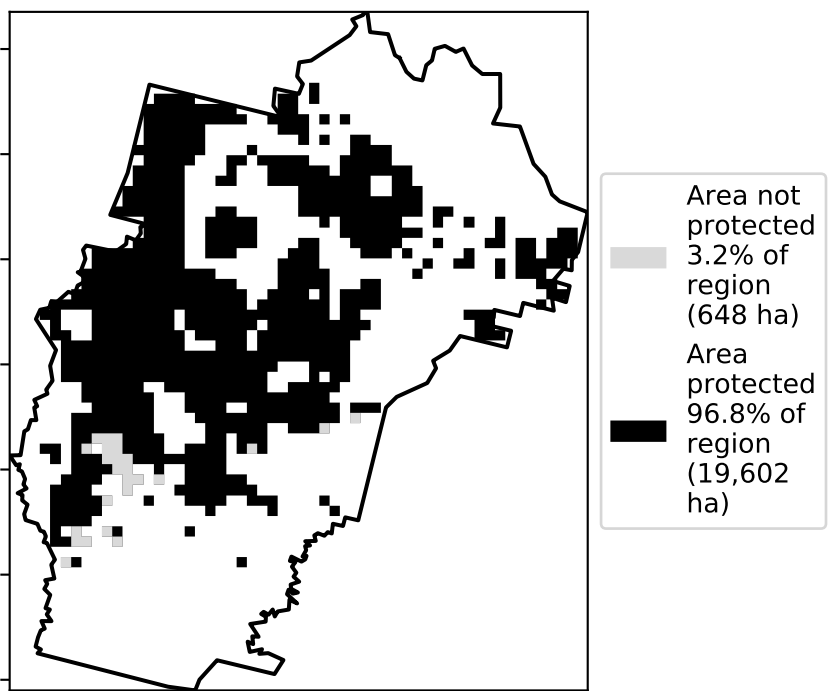 Area not
protected
3.2% of
region
(648 ha)
Area
protected
96.8% of
region
(19,602
ha)